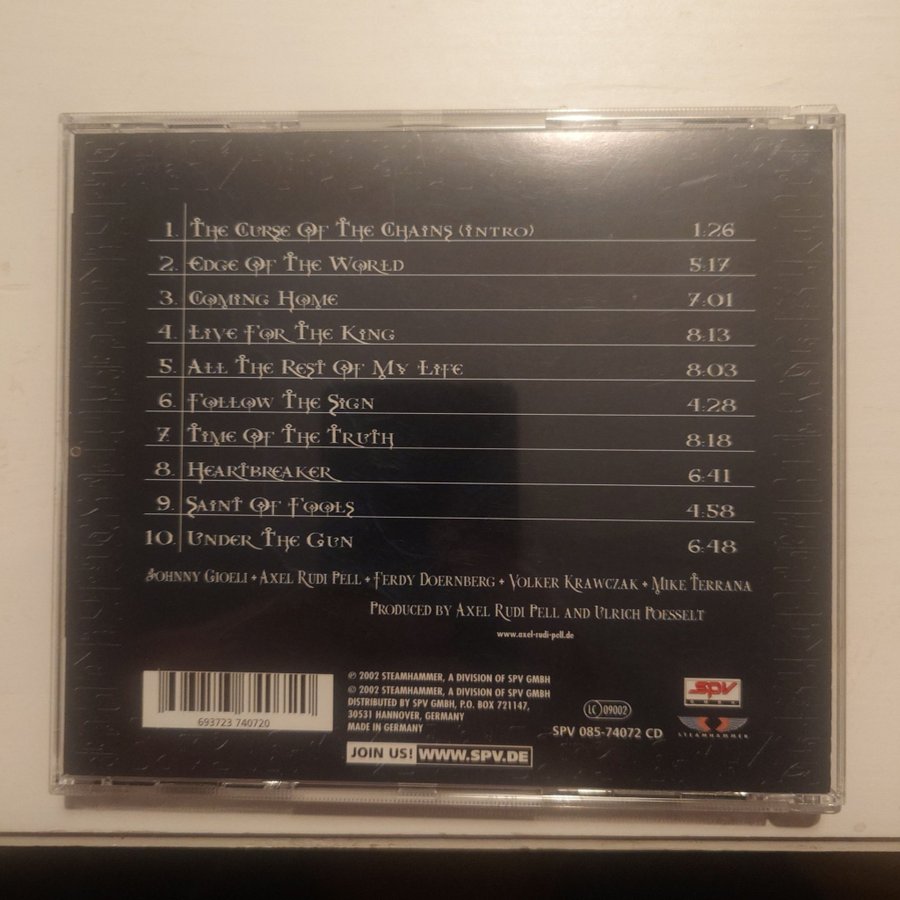 1. The Curse Of The Chains (Intro) 1:26
2. Edge Of The World 5:17
3. Coming Home 7:01
4. Live For The King 8:13
5. All The Rest Of My Life 8:03
6. Follow The Sign 4:28
7. Time Of The Truth 8:18
8. Heartbreaker 6:41
9. Saint Of Fools 4:58
10. Under The Gun 6:48
Johnny Gioeli + Axel Rudi Pell + Ferdy Doernberg + Volker Krawczak + Mike Terrana
Produced by Axel Rudi Pell and Ulrich Poesselt
www.axel-rudi-pell.de
℗ 2002 STEAMHAMMER, A DIVISION OF SPV GMBH
© 2002 STEAMHAMMER, A DIVISION OF SPV GMBH
DISTRIBUTED BY SPV GMBH, P.O. BOX 721147,
30531 HANNOVER, GERMANY
MADE IN GERMANY
693723 740720
LC 09002
SPV 085-74072 CD
SPV
STEAMHAMMER
JOIN US! WWW.SPV.DE